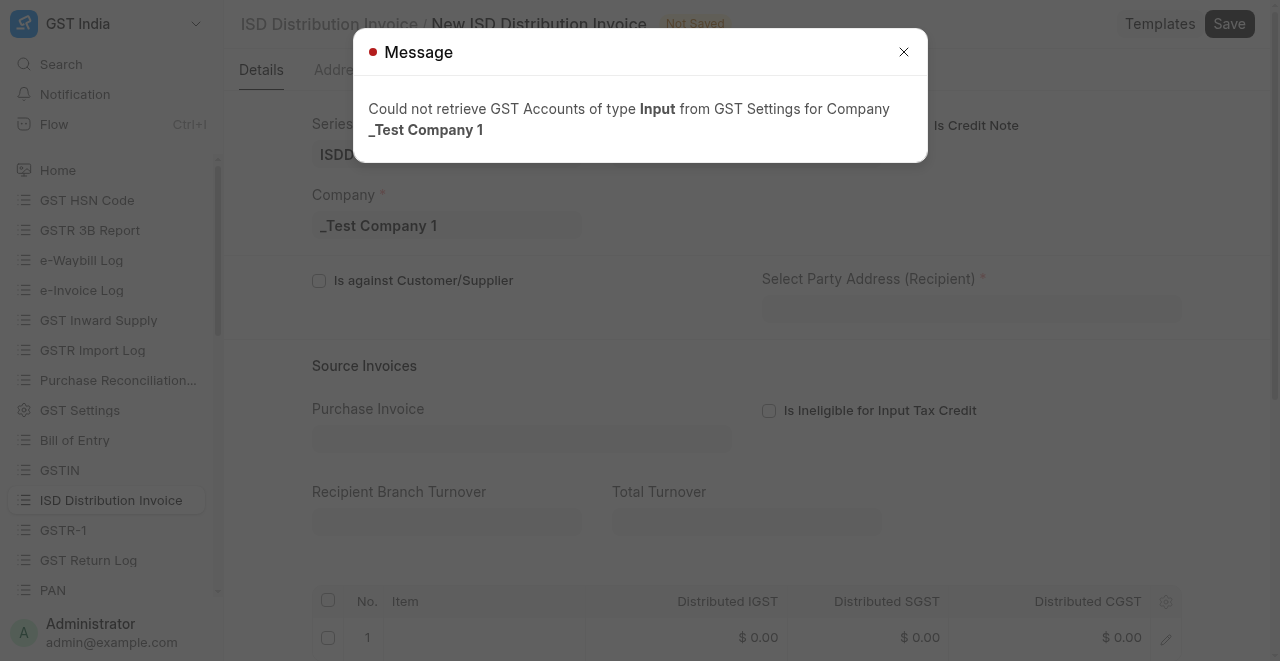 GST India
Search
Notification
Flow Ctrl+I
Home
GST HSN Code
GSTR 3B Report
e-Waybill Log
e-Invoice Log
GST Inward Supply
GSTR Import Log
Purchase Reconciliation...
GST Settings
Bill of Entry
GSTIN
ISD Distribution Invoice
GSTR-1
GST Return Log
PAN
A
Administrator
admin@example.com
ISD Distribution Invoice / New ISD Distribution Invoice Not Saved
Templates Save
Message
Could not retrieve GST Accounts of type Input from GST Settings for Company
_Test Company 1
Details
Series
Is Credit Note
Company *
_Test Company 1
Is against Customer/Supplier
Select Party Address (Recipient) *
Source Invoices
Purchase Invoice
Is Ineligible for Input Tax Credit
Recipient Branch Turnover Total Turnover
No. Item Distributed IGST Distributed SGST Distributed CGST
1 $ 0.00 $ 0.00 $ 0.00